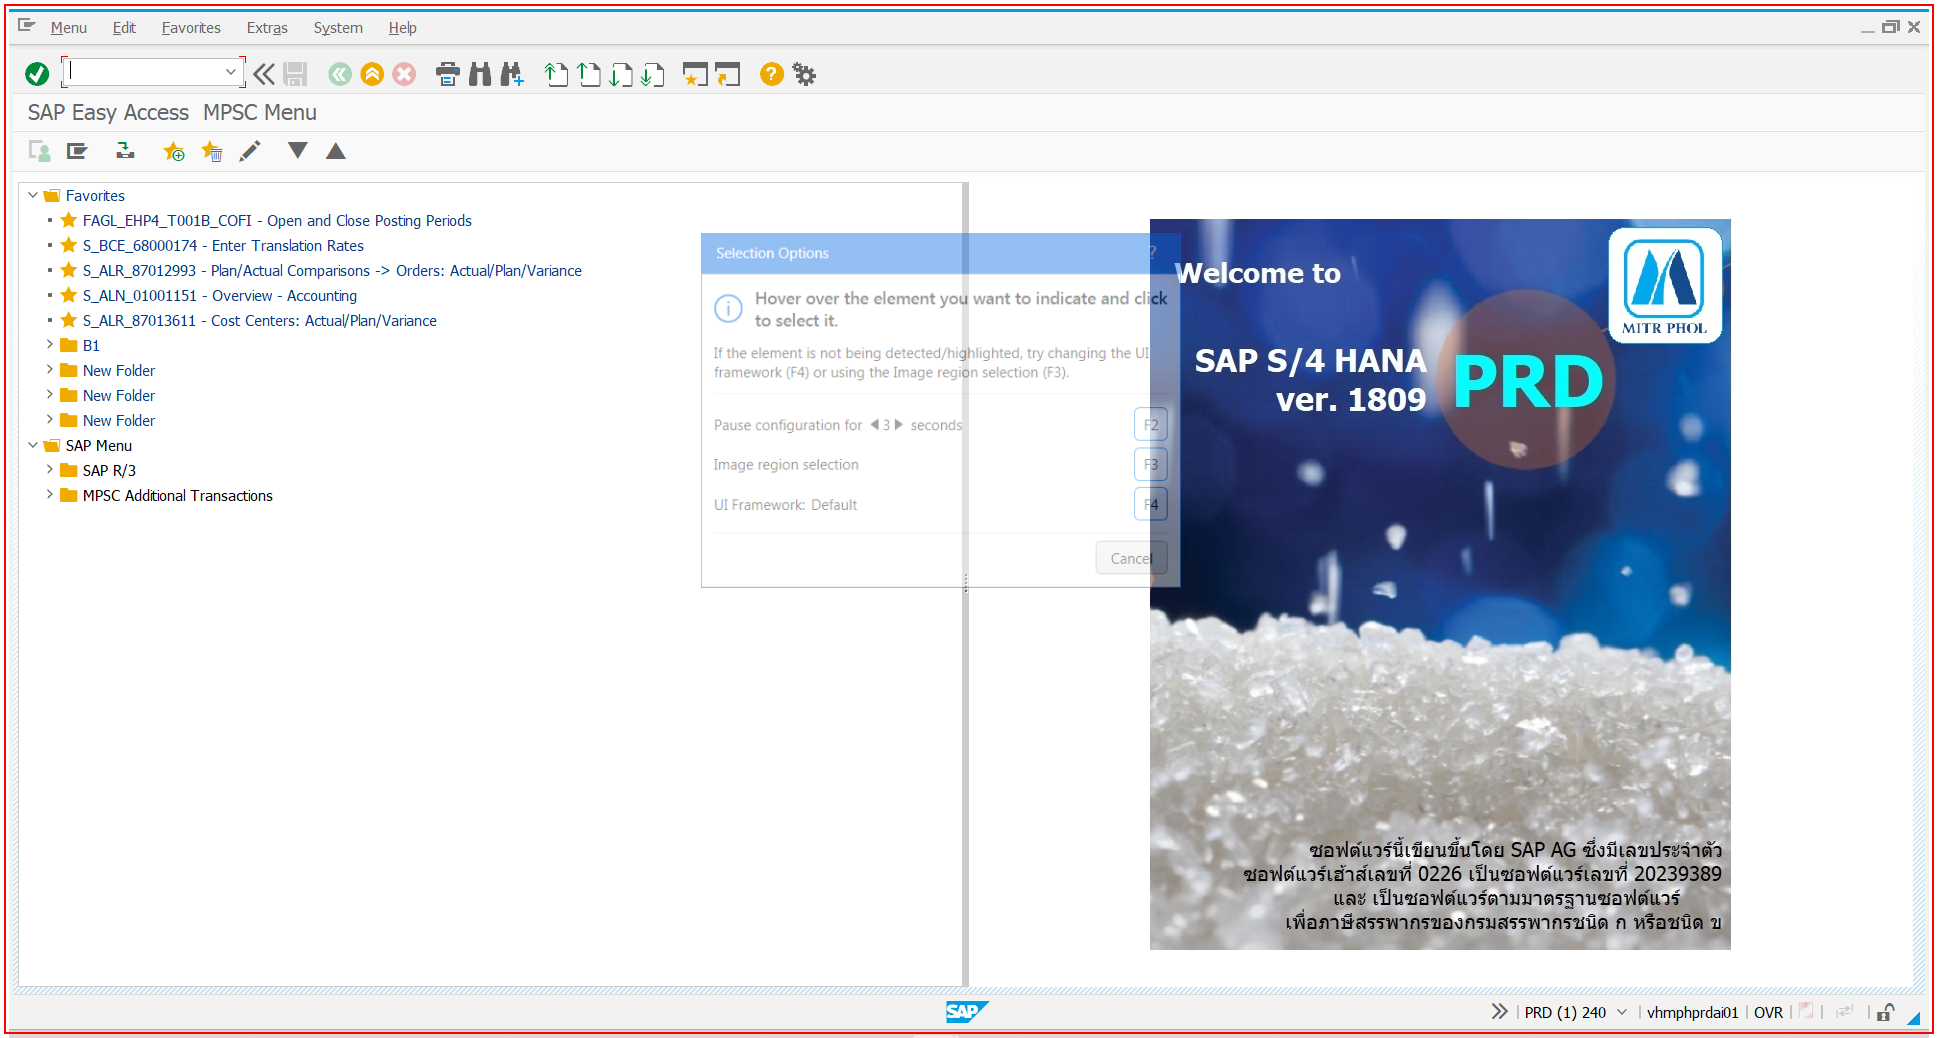 Menu Edit Favorites Extras System Help
SAP Easy Access MPSC Menu
Favorites
FAGL_EHP4_T001B_COFI - Open and Close Posting Periods
S_BCE_68000174 - Enter Translation Rates
S_ALR_87012993 - Plan/Actual Comparisons -> Orders: Actual/Plan/Variance
S_ALN_01001151 - Overview - Accounting
S_ALR_87013611 - Cost Centers: Actual/Plan/Variance
B1
New Folder
New Folder
New Folder
SAP Menu
SAP R/3
MPSC Additional Transactions
Selection Options ?
Hover over the element you want to indicate and click
to select it.
If the element is not being detected/highlighted, try changing the UI
framework (F4) or using the Image region selection (F3).
Pause configuration for 3 seconds F2
Image region selection F3
UI Framework: Default F4
Cancel
Welcome to
MITR PHOL
SAP S/4 HANA
ver. 1809
PRD
ซอฟต์แวร์นี้เขียนขึ้นโดย SAP AG ซึ่งมีเลขประจำตัว
ซอฟต์แวร์เฮ้าส์เลขที่ 0226 เป็นซอฟต์แวร์เลขที่ 20239389
และ เป็นซอฟต์แวร์ตามมาตรฐานซอฟต์แวร์
เพื่อภาษีสรรพากรของกรมสรรพากรชนิด ก หรือชนิด ข
SAP
PRD (1) 240 vhmphprdai01 OVR